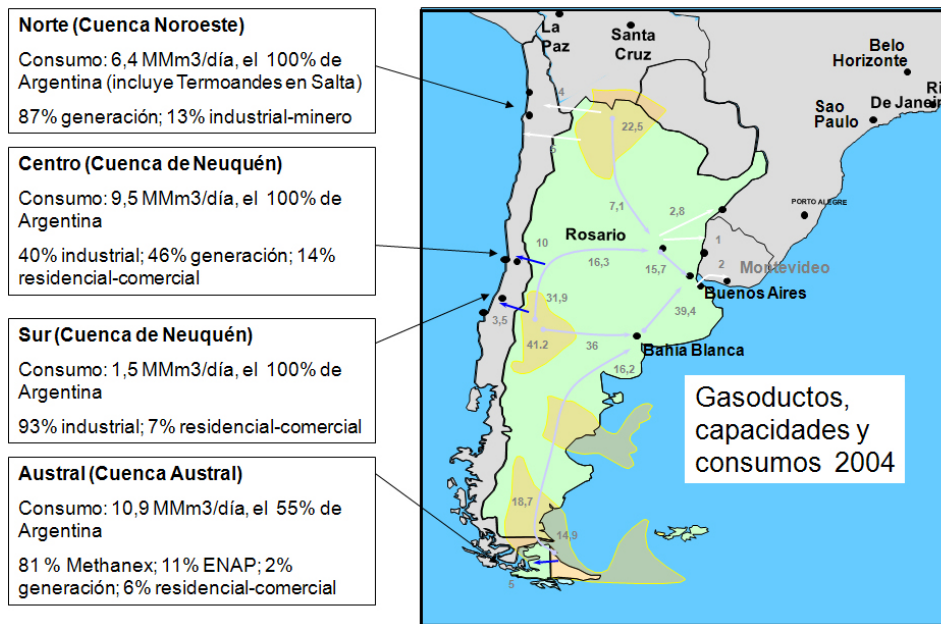 Norte (Cuenca Noroeste)
Consumo: 6,4 MMm3/día, el 100% de
Argentina (incluye Termoandes en Salta)
87% generación; 13% industrial-minero
Centro (Cuenca de Neuquén)
Consumo: 9,5 MMm3/día, el 100% de
Argentina
40% industrial; 46% generación; 14%
residencial-comercial
Sur (Cuenca de Neuquén)
Consumo: 1,5 MMm3/día, el 100% de
Argentina
93% industrial; 7% residencial-comercial
Austral (Cuenca Austral)
Consumo: 10,9 MMm3/día, el 55% de
Argentina
81 % Methanex; 11% ENAP; 2%
generación; 6% residencial-comercial
La
Paz
Santa
Cruz
Belo
Horizonte
Sao
Paulo
De Janeir
PORTO ALEGRE
4
22,5
5
7,1
2,8
Rosario
10
16,3
15,7
1
2
Montevideo
Buenos Aires
31,9
39,4
3,5
41.2
36
Bahía Blanca
16,2
Gasoductos,
capacidades y
consumos 2004
18,7
14,9
5